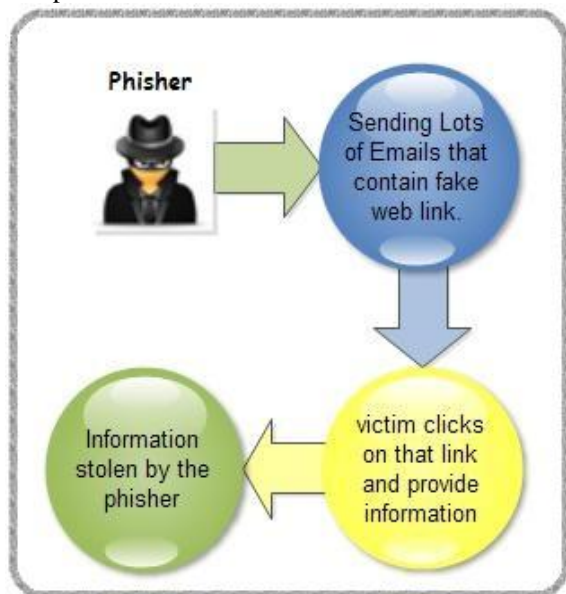 Phisher
Sending Lots
of Emails that
contain fake
web link.
victim clicks
on that link
and provide
information
Information
stolen by the
phisher